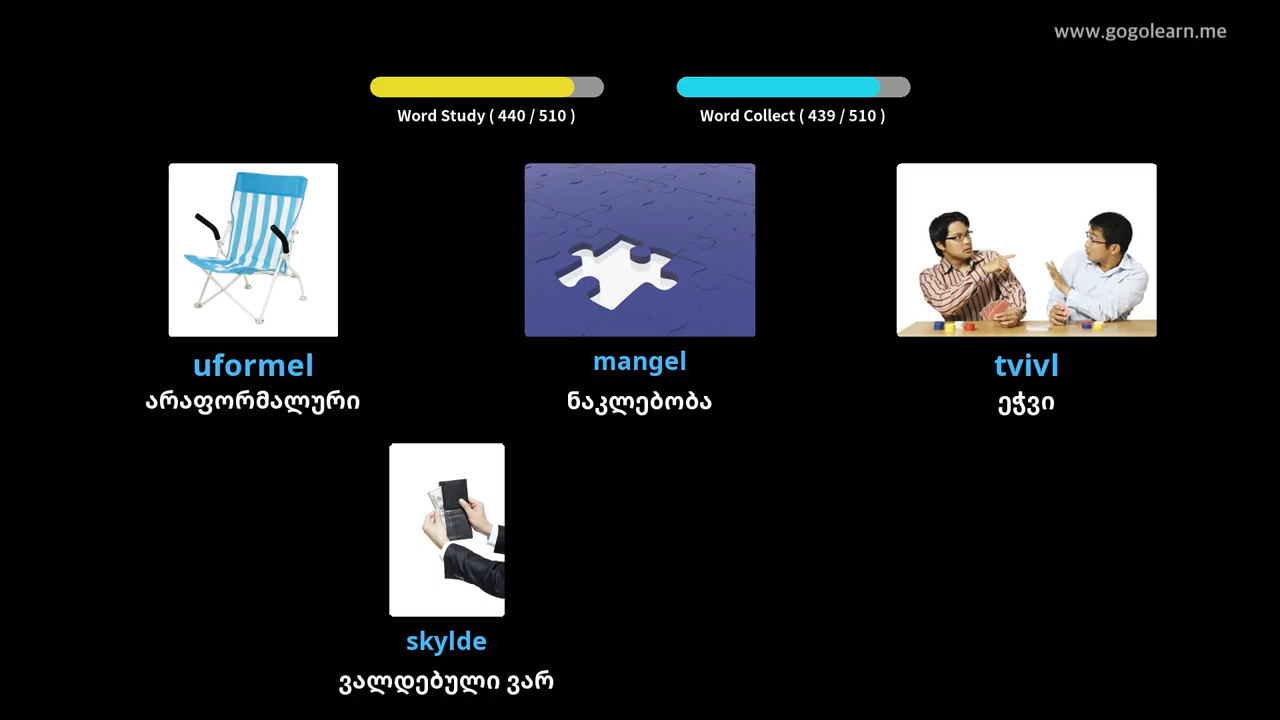 www.gogolearn.me
Word Study ( 440 / 510 )
Word Collect ( 439 / 510 )
uformel
არაფორმალური
mangel
ნაკლებობა
tvivl
ეჭვი
skylde
ვალდებული ვარ